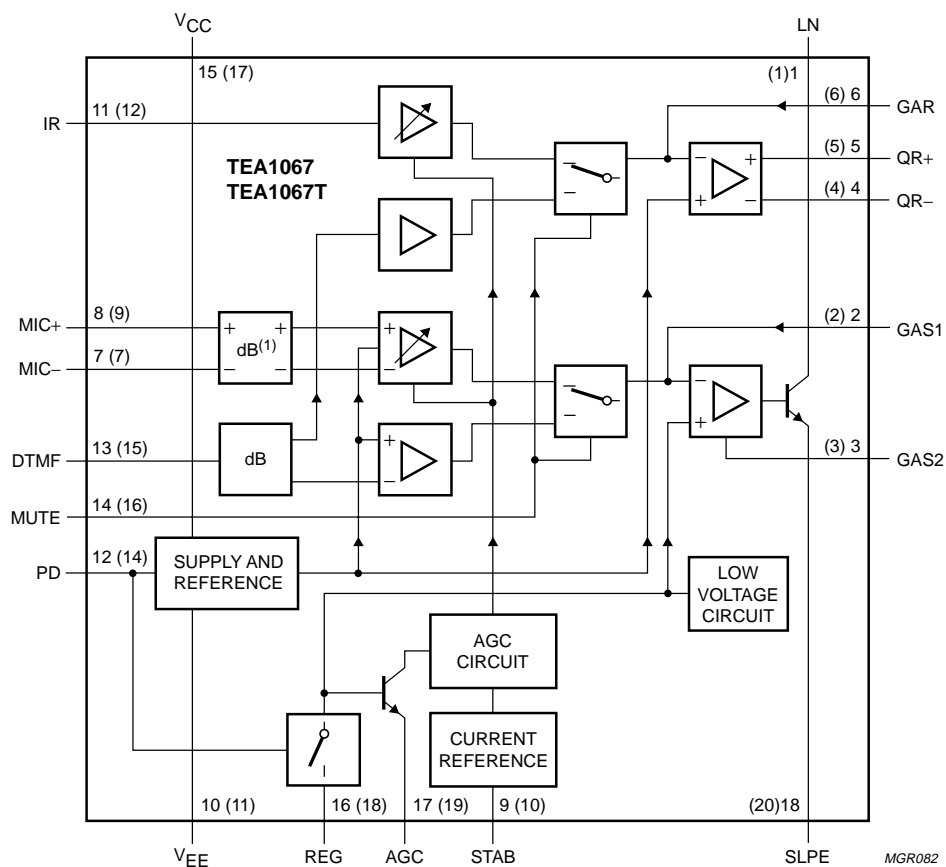 VCC
LN
15 (17)
(1)1
11 (12)
(6) 6
IR
GAR
(5) 5
QR+
TEA1067
TEA1067T
(4) 4
QR−
− + + −
8 (9)
(2) 2
MIC+
GAS1
+ + +
dB(1)
7 (7)
MIC−
− − −
− +
(3) 3
GAS2
13 (15)
DTMF
dB
+ −
14 (16)
MUTE
12 (14)
PD
SUPPLY AND
REFERENCE
LOW
VOLTAGE
CIRCUIT
AGC
CIRCUIT
CURRENT
REFERENCE
10 (11)
16 (18)
17 (19)
9 (10)
(20)18
VEE
REG
AGC
STAB
SLPE
MGR082